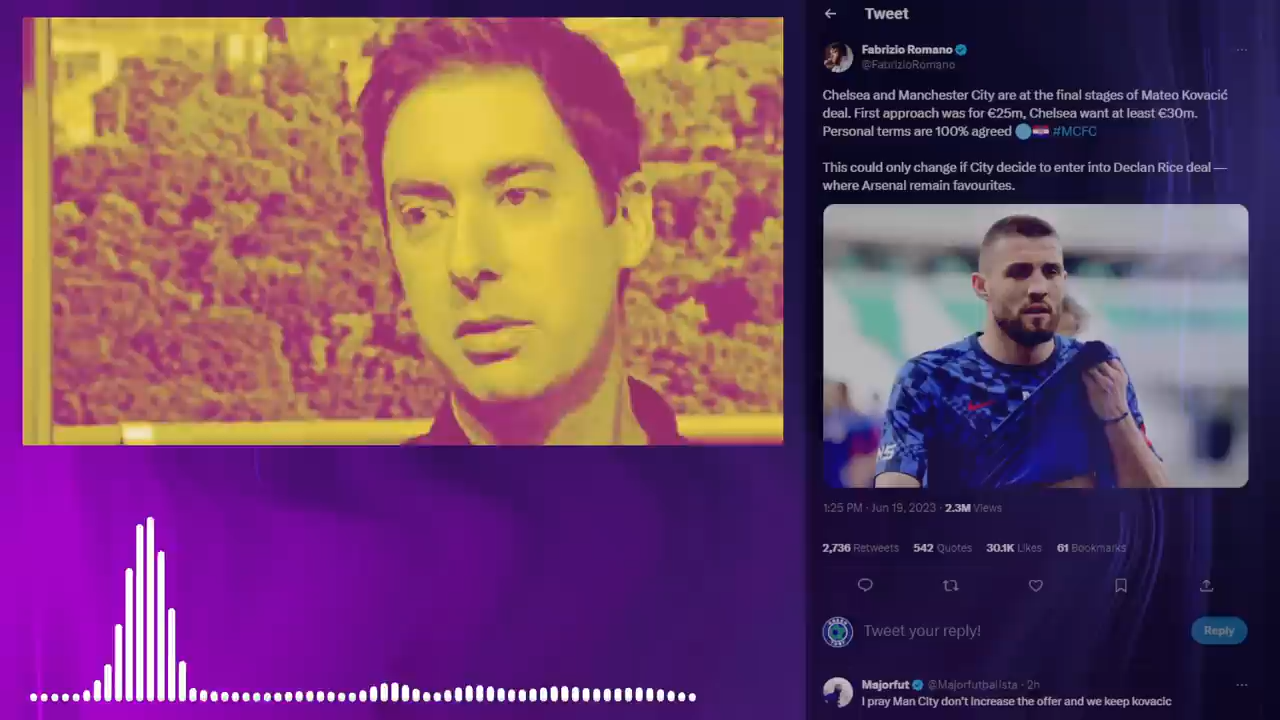 Tweet
Fabrizio Romano
@FabrizioRomano
Chelsea and Manchester City are at the final stages of Mateo Kovacić
deal. First approach was for €25m, Chelsea want at least €30m.
Personal terms are 100% agreed #MCFC
This could only change if City decide to enter into Declan Rice deal —
where Arsenal remain favourites.
1:25 PM · Jun 19, 2023 · 2.3M Views
2,736 Retweets 542 Quotes 30.1K Likes 61 Bookmarks
Tweet your reply!
Reply
Majorfut @Majorfutballista · 2h
I pray Man City don't increase the offer and we keep kovacic